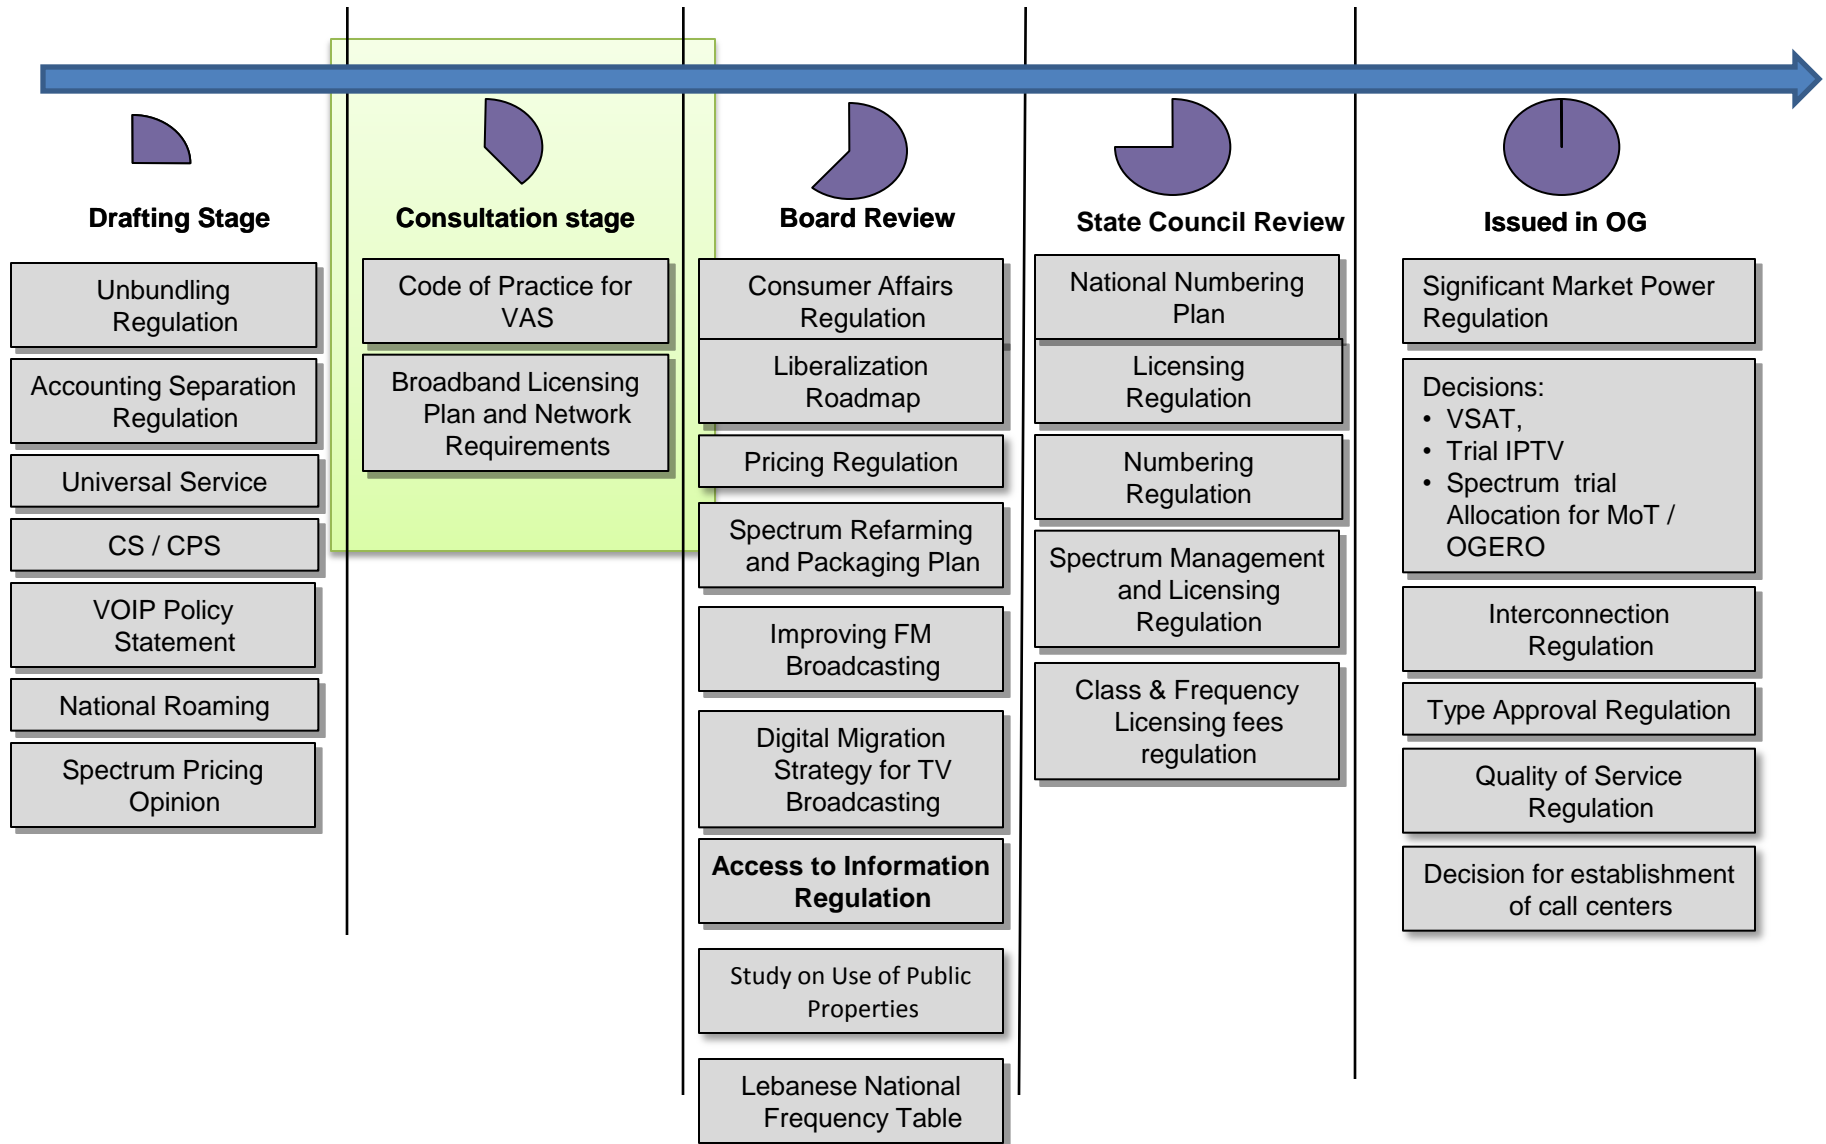 Drafting Stage
Unbundling
Regulation
Accounting Separation
Regulation
Universal Service
CS / CPS
VOIP Policy
Statement
National Roaming
Spectrum Pricing
Opinion
Consultation stage
Code of Practice for
VAS
Broadband Licensing
Plan and Network
Requirements
Board Review
Consumer Affairs
Regulation
Liberalization
Roadmap
Pricing Regulation
Spectrum Refarming
and Packaging Plan
Improving FM
Broadcasting
Digital Migration
Strategy for TV
Broadcasting
Access to Information
Regulation
Study on Use of Public
Properties
Lebanese National
Frequency Table
State Council Review
National Numbering
Plan
Licensing
Regulation
Numbering
Regulation
Spectrum Management
and Licensing
Regulation
Class & Frequency
Licensing fees
regulation
Issued in OG
Significant Market Power
Regulation
Decisions:
• VSAT,
• Trial IPTV
• Spectrum trial
Allocation for MoT /
OGERO
Interconnection
Regulation
Type Approval Regulation
Quality of Service
Regulation
Decision for establishment
of call centers